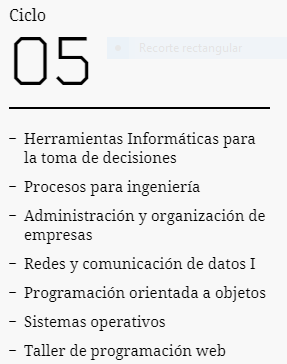 Ciclo
05
Recorte rectangular
– Herramientas Informáticas para
la toma de decisiones
– Procesos para ingeniería
– Administración y organización de
empresas
– Redes y comunicación de datos I
– Programación orientada a objetos
– Sistemas operativos
– Taller de programación web